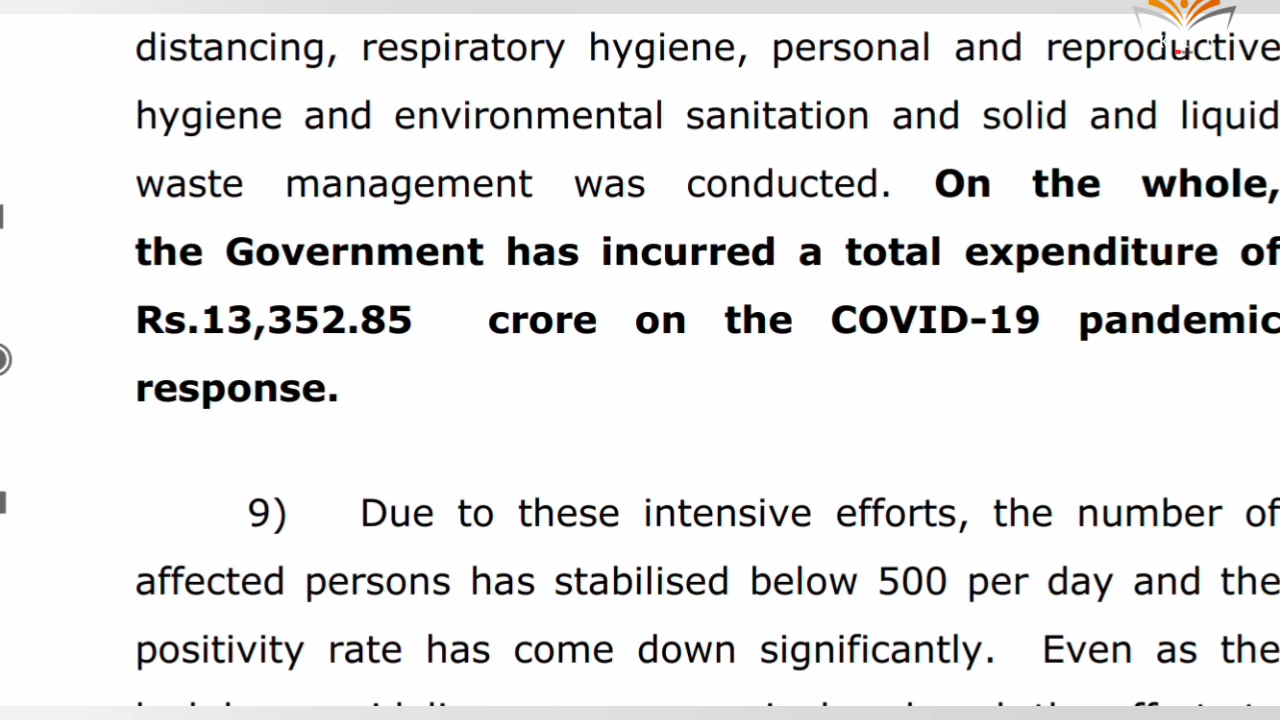 distancing, respiratory hygiene, personal and reproductive
hygiene and environmental sanitation and solid and liquid
waste management was conducted. On the whole,
the Government has incurred a total expenditure of
Rs.13,352.85 crore on the COVID-19 pandemic
response.
9) Due to these intensive efforts, the number of
affected persons has stabilised below 500 per day and the
positivity rate has come down significantly. Even as the